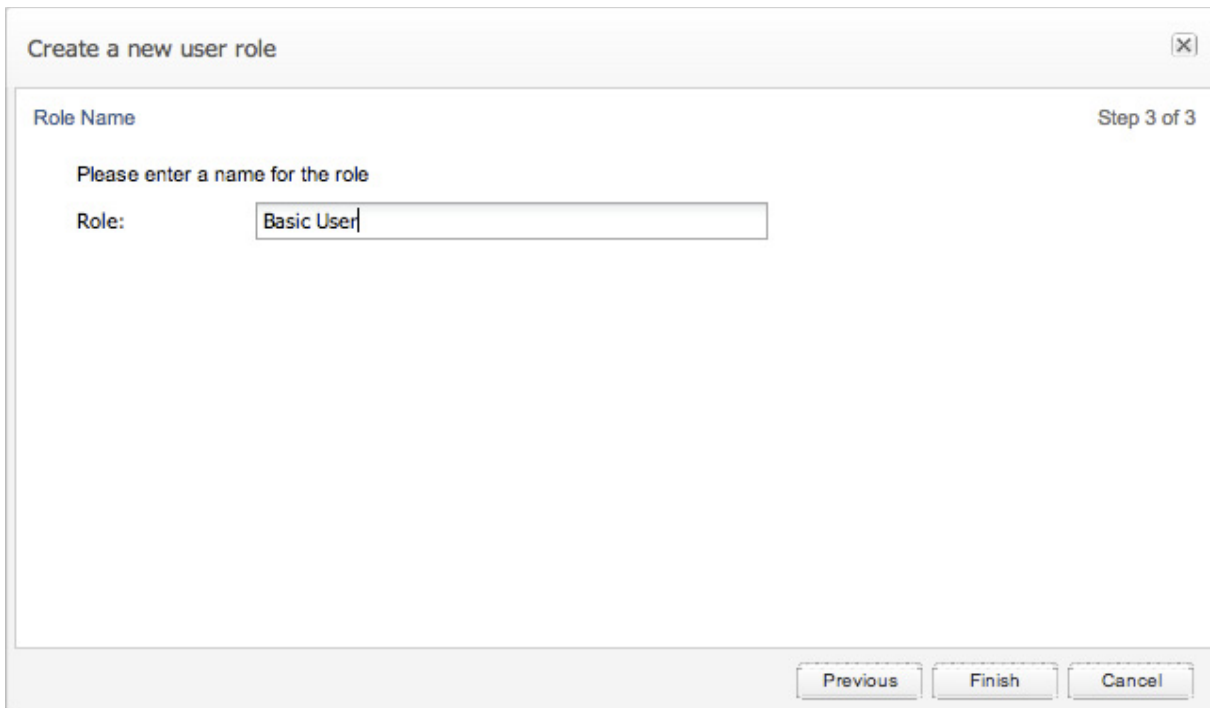 Create a new user role
Role Name Step 3 of 3
Please enter a name for the role
Role: Basic User
Previous Finish Cancel